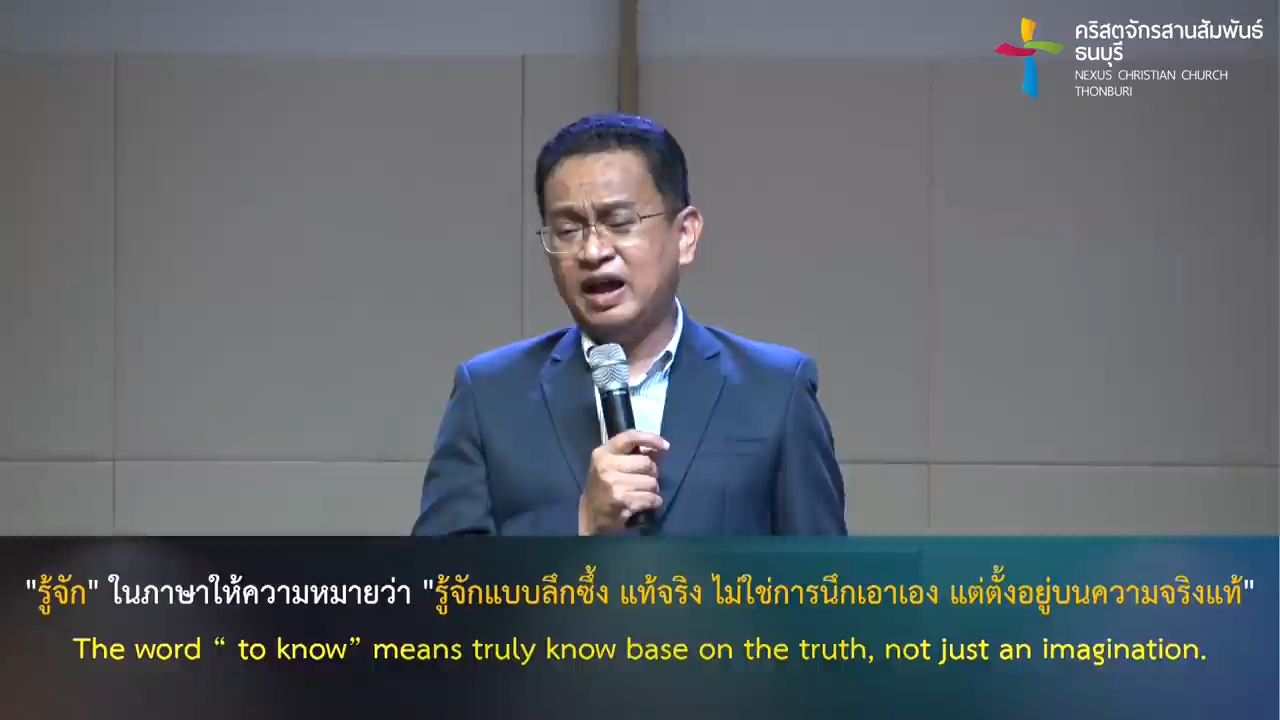 คริสตจักรสานสัมพันธ์
ธนบุรี
NEXUS CHRISTIAN CHURCH
THONBURI
"รู้จัก" ในภาษาให้ความหมายว่า "รู้จักแบบลึกซึ้ง แท้จริง ไม่ใช่การนึกเอาเอง แต่ตั้งอยู่บนความจริงแท้"
The word “ to know” means truly know base on the truth, not just an imagination.